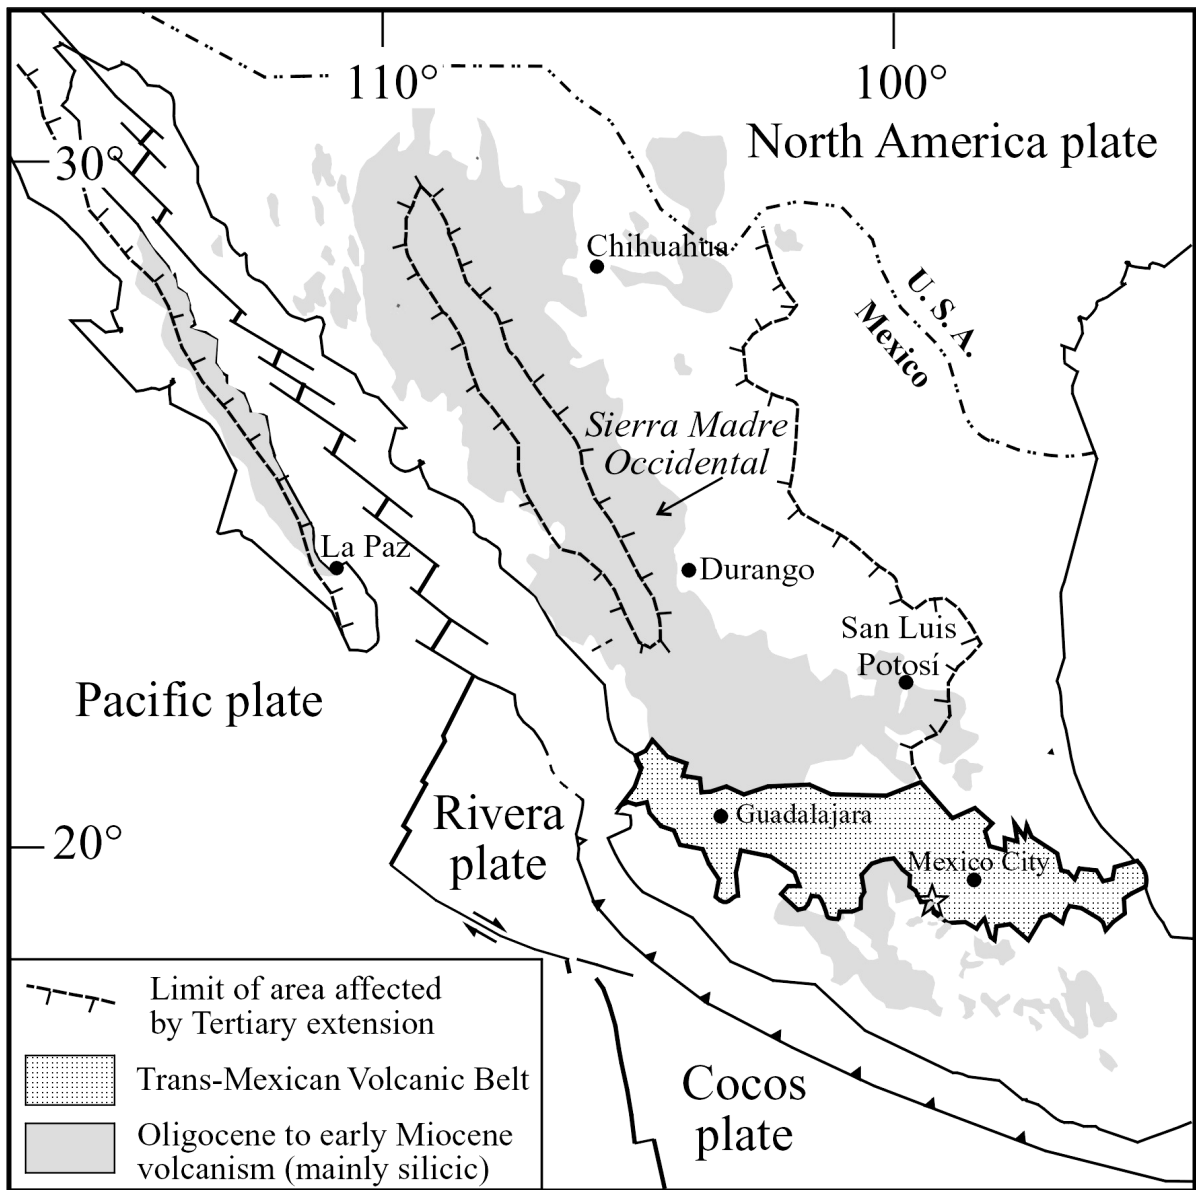 110°
100°
North America plate
30°
Chihuahua
U. S. A.
Mexico
Sierra Madre
Occidental
La Paz
Durango
San Luis
Potosí
Pacific plate
Rivera
plate
Guadalajara
20°
Mexico City
Limit of area affected
by Tertiary extension
Trans-Mexican Volcanic Belt
Oligocene to early Miocene
volcanism (mainly silicic)
Cocos
plate